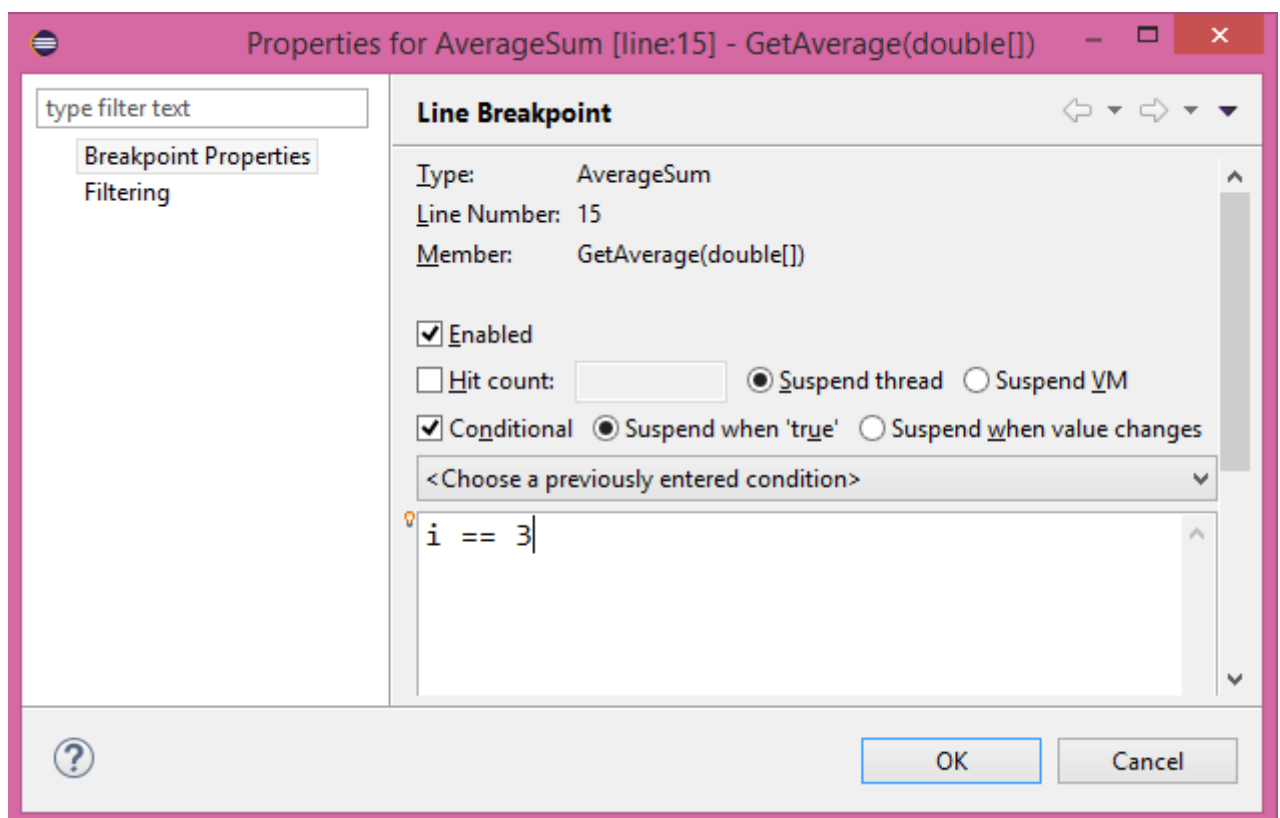 Properties for AverageSum [line:15] - GetAverage(double[])
type filter text
Breakpoint Properties
Filtering
Line Breakpoint
Type: AverageSum
Line Number: 15
Member: GetAverage(double[])
Enabled
Hit count: Suspend thread Suspend VM
Conditional Suspend when 'true' Suspend when value changes
<Choose a previously entered condition>
i == 3
OK Cancel